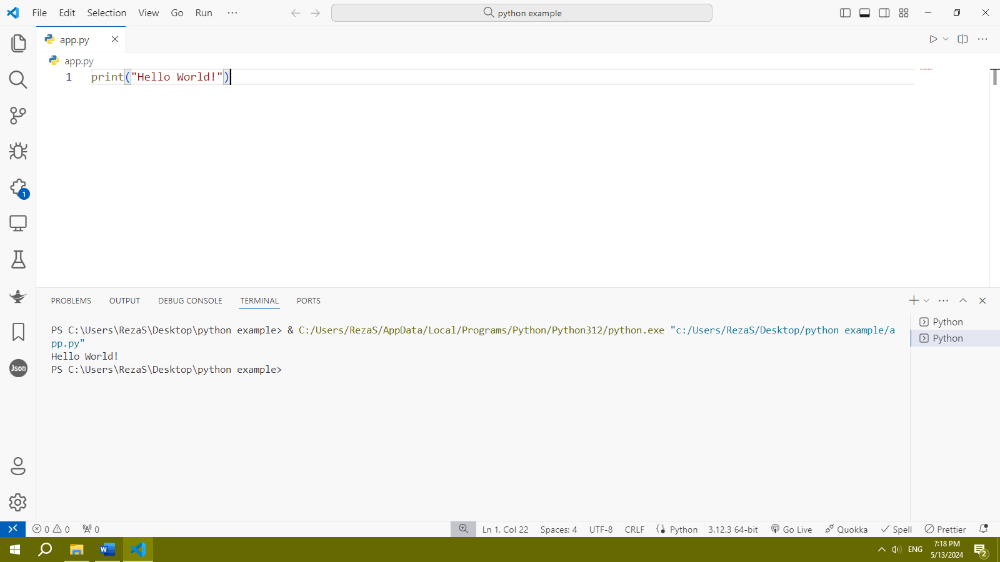 File Edit Selection View Go Run ···
python example
app.py
app.py
1 print("Hello World!")
PROBLEMS OUTPUT DEBUG CONSOLE TERMINAL PORTS
PS C:\Users\RezaS\Desktop\python example> & C:/Users/RezaS/AppData/Local/Programs/Python/Python312/python.exe "c:/Users/RezaS/Desktop/python example/a
pp.py"
Hello World!
PS C:\Users\RezaS\Desktop\python example>
Python
Python
1
Json
0 0 0 Ln 1, Col 22 Spaces: 4 UTF-8 CRLF Python 3.12.3 64-bit Go Live Quokka Spell Prettier
W ENG 7:18 PM
5/13/2024
2